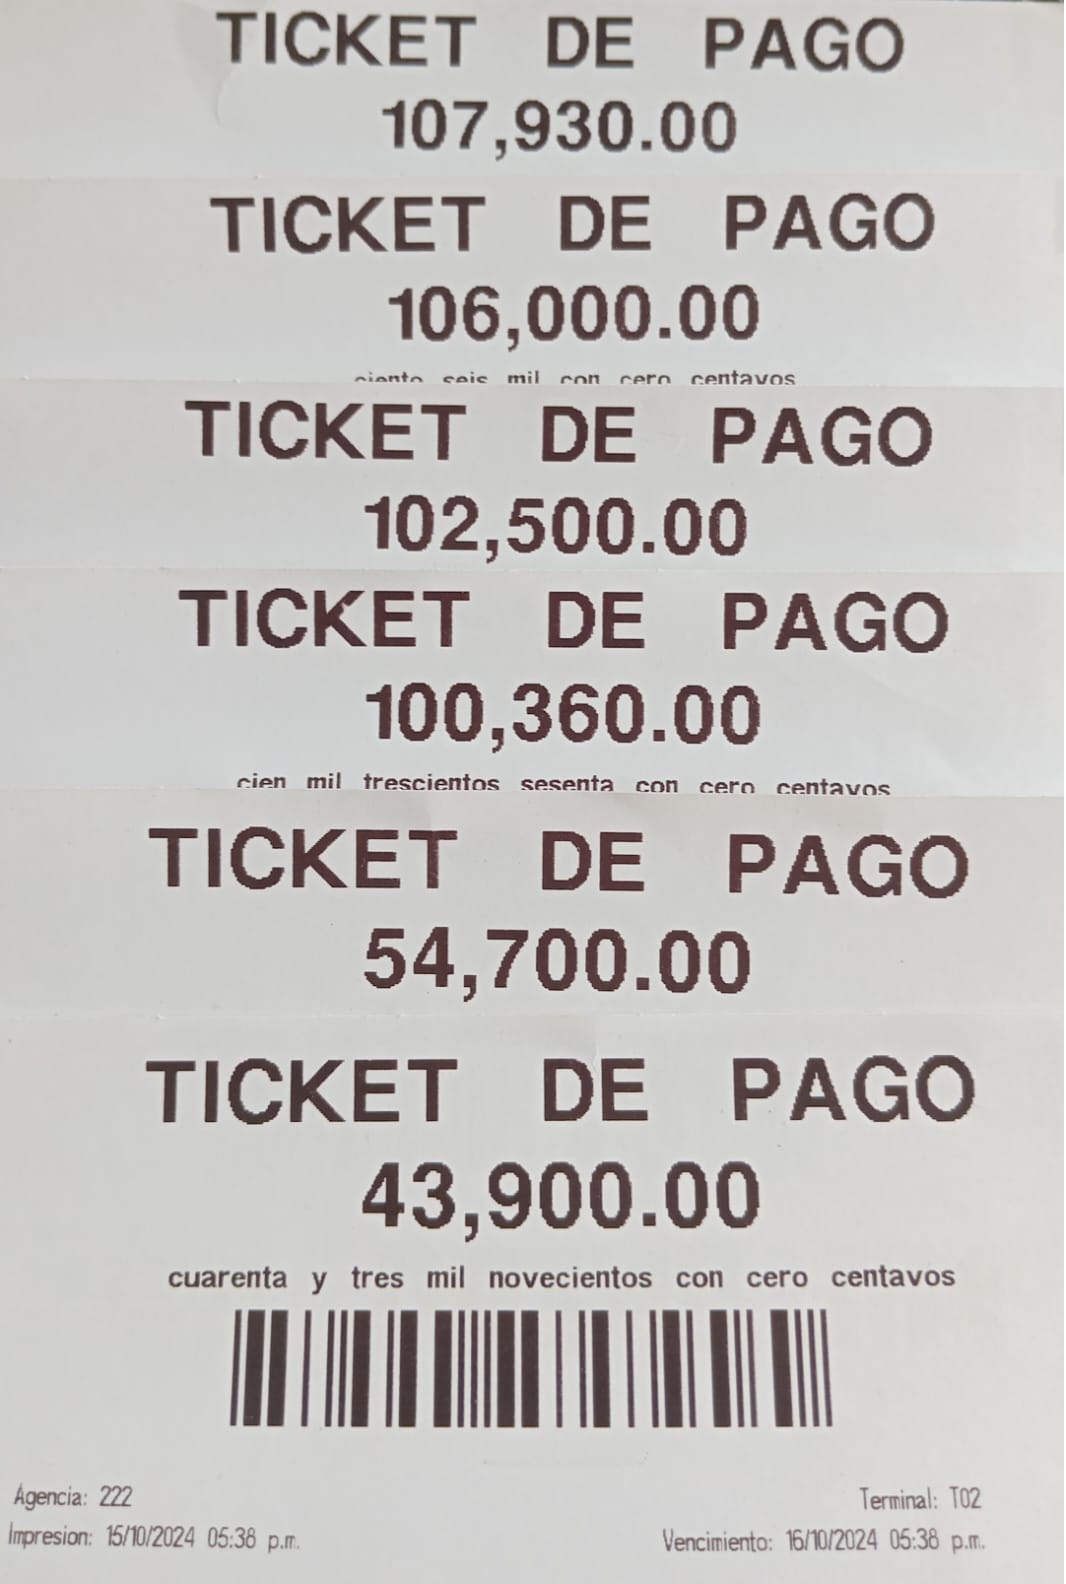 TICKET DE PAGO
107,930.00
TICKET DE PAGO
106,000.00
ciento seis mil con cero centavos
TICKET DE PAGO
102,500.00
TICKET DE PAGO
100,360.00
cien mil trescientos sesenta con cero centavos
TICKET DE PAGO
54,700.00
TICKET DE PAGO
43,900.00
cuarenta y tres mil novecientos con cero centavos
Agencia: 222 Terminal: T02
Impresion: 15/10/2024 05:38 p.m. Vencimiento: 16/10/2024 05:38 p.m.